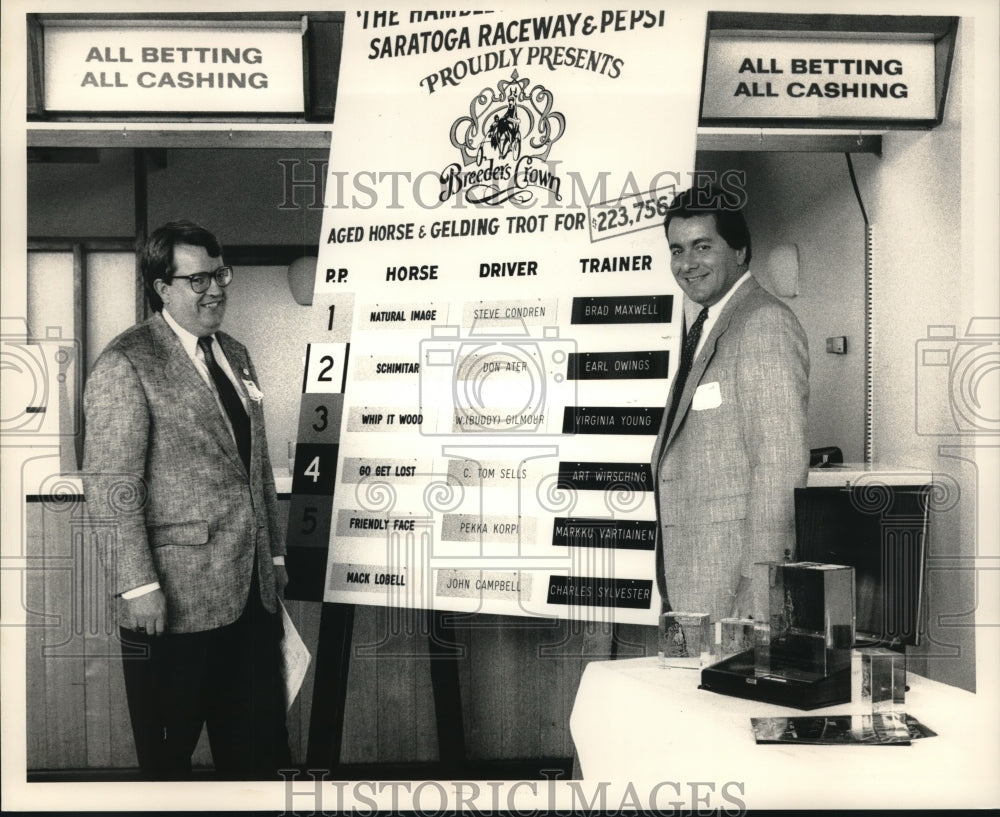 "THE HAMBLE
SARATOGA RACEWAY & PEPSI
PROUDLY PRESENTS
Breeder's Crown
AGED HORSE & GELDING TROT FOR $223,756
ALL BETTING
ALL CASHING
ALL BETTING
ALL CASHING
P.P. HORSE DRIVER TRAINER
1 NATURAL IMAGE STEVE CONDREN BRAD MAXWELL
2 SCHIMITAR DON ATER EARL OWINGS
3 WHIP IT WOOD W.(BUDDY) GILMOUR VIRGINIA YOUNG
4 GO GET LOST C. TOM SELLS ART WIRSCHING
5 FRIENDLY FACE PEKKA KORPI MARKKU VARTIAINEN
MACK LOBELL JOHN CAMPBELL CHARLES SYLVESTER
HISTORIC IMAGES
HISTORIC IMAGES